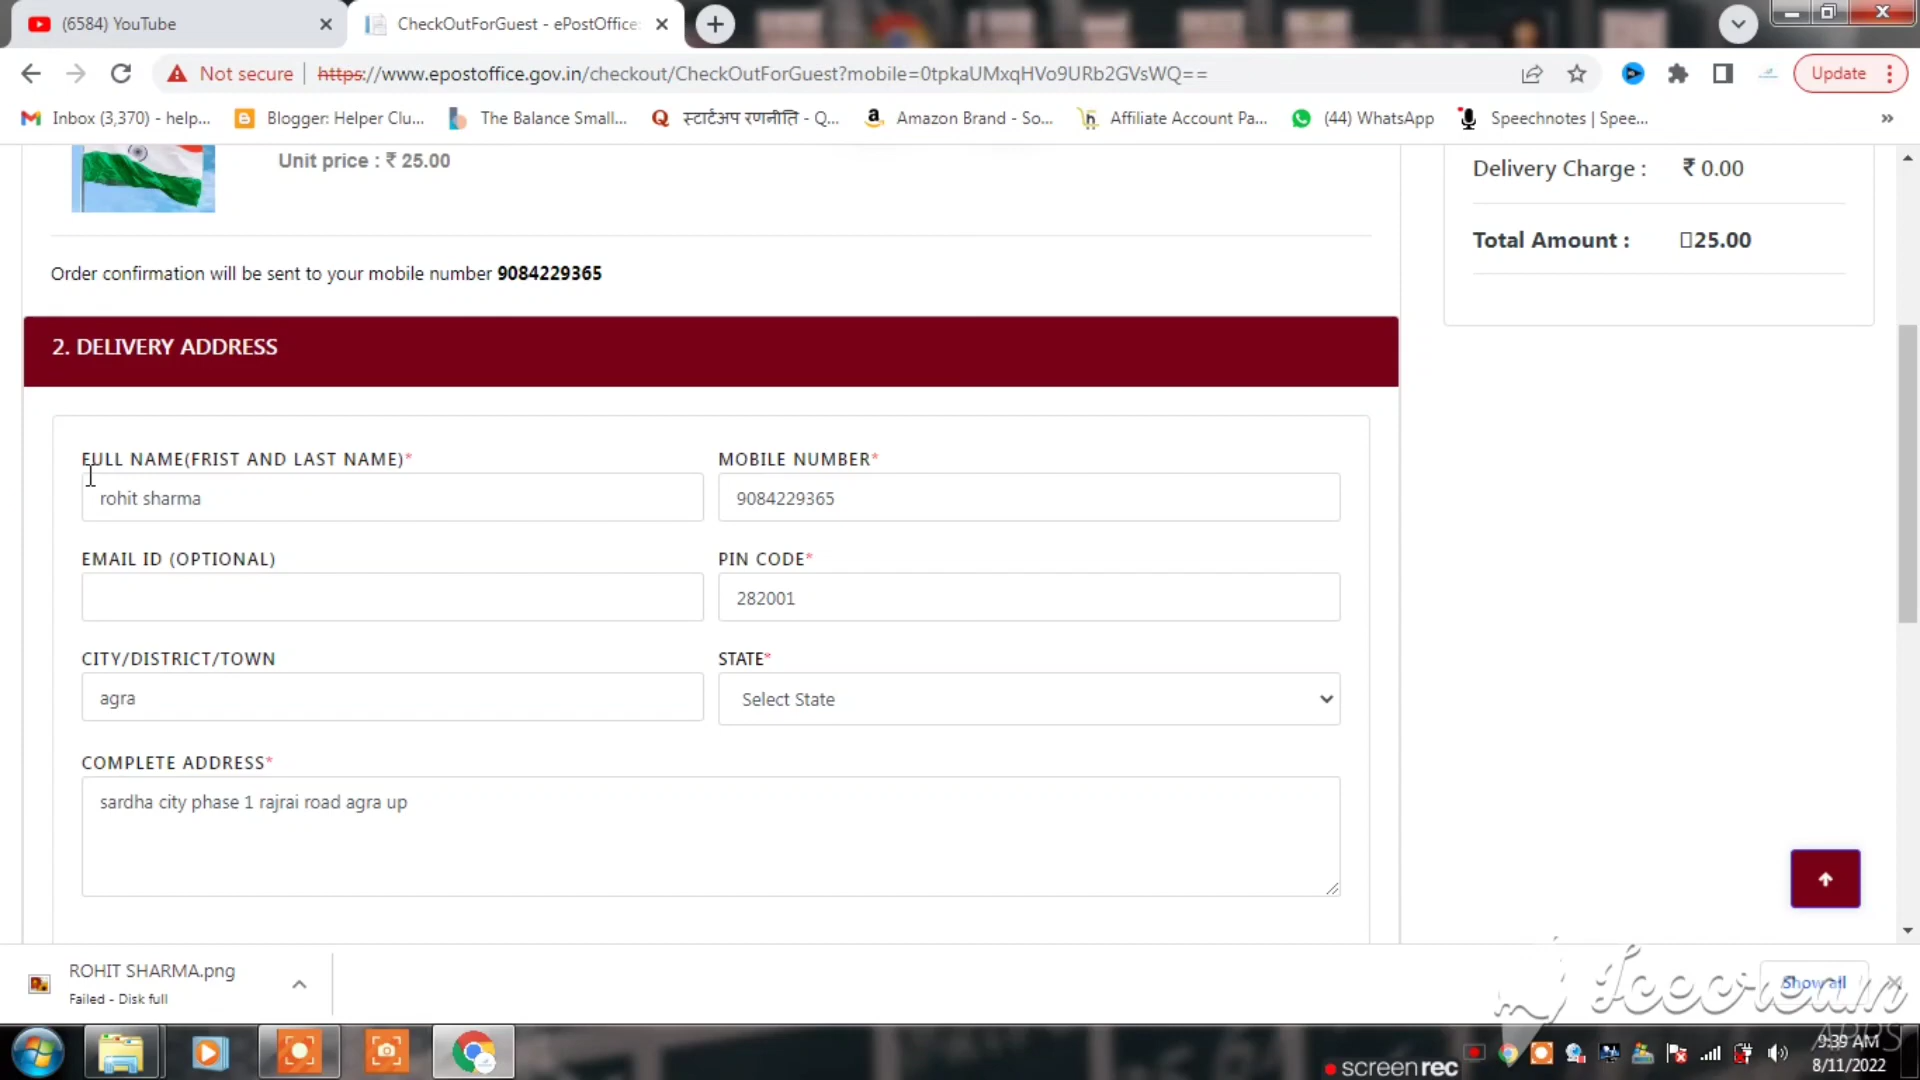 (6584) YouTube
CheckOutForGuest - ePostOffice
Not secure
https://www.epostoffice.gov.in/checkout/CheckOutForGuest?mobile=0tpkaUMxqHVo9URb2GVsWQ==
Update
Inbox (3,370) - help...
Blogger: Helper Clu...
The Balance Small...
स्टार्टअप रणनीति - Q...
Amazon Brand - So...
Affiliate Account Pa...
(44) WhatsApp
Speechnotes | Spee...
»
Unit price : ₹ 25.00
Delivery Charge : ₹ 0.00
Total Amount : 25.00
Order confirmation will be sent to your mobile number 9084229365
2. DELIVERY ADDRESS
FULL NAME(FRIST AND LAST NAME)*
MOBILE NUMBER*
rohit sharma
9084229365
EMAIL ID (OPTIONAL)
PIN CODE*
282001
CITY/DISTRICT/TOWN
STATE*
agra
Select State
COMPLETE ADDRESS*
sardha city phase 1 rajrai road agra up
ROHIT SHARMA.png
Failed - Disk full
Show all
Icecream
APPS
screenrec
9:39 AM
8/11/2022